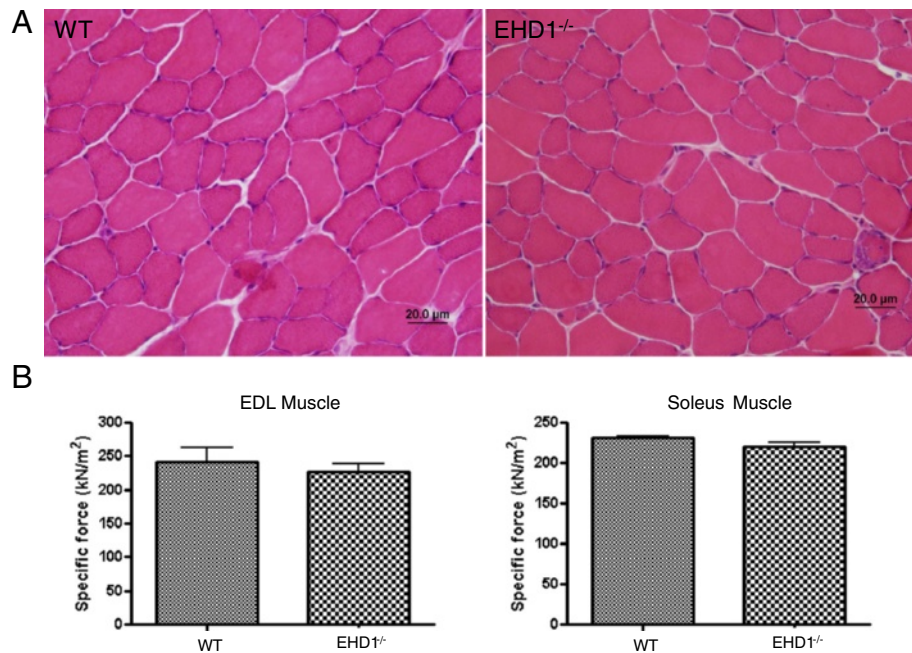 A
WT
EHD1-/-
20.0 µm
20.0 µm
B
EDL Muscle
Specific force (kN/m²)
300
250
200
150
100
50
0
WT
EHD1-/-
Soleus Muscle
Specific force (kN/m²)
250
200
150
100
50
0
WT
EHD1-/-